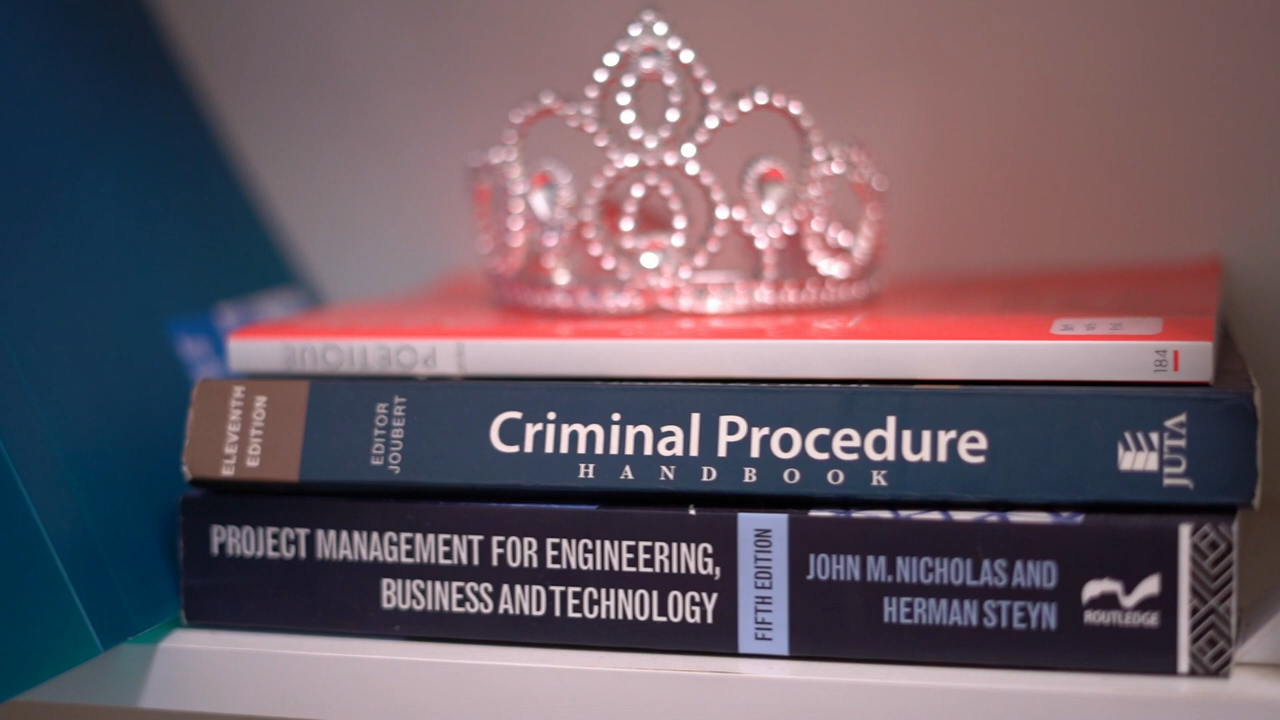 POÉTIQUE
184
ELEVENTH
EDITION
EDITOR
JOUBERT
Criminal Procedure
HANDBOOK
JUTA
PROJECT MANAGEMENT FOR ENGINEERING,
BUSINESS AND TECHNOLOGY
FIFTH EDITION
JOHN M. NICHOLAS AND
HERMAN STEYN
ROUTLEDGE